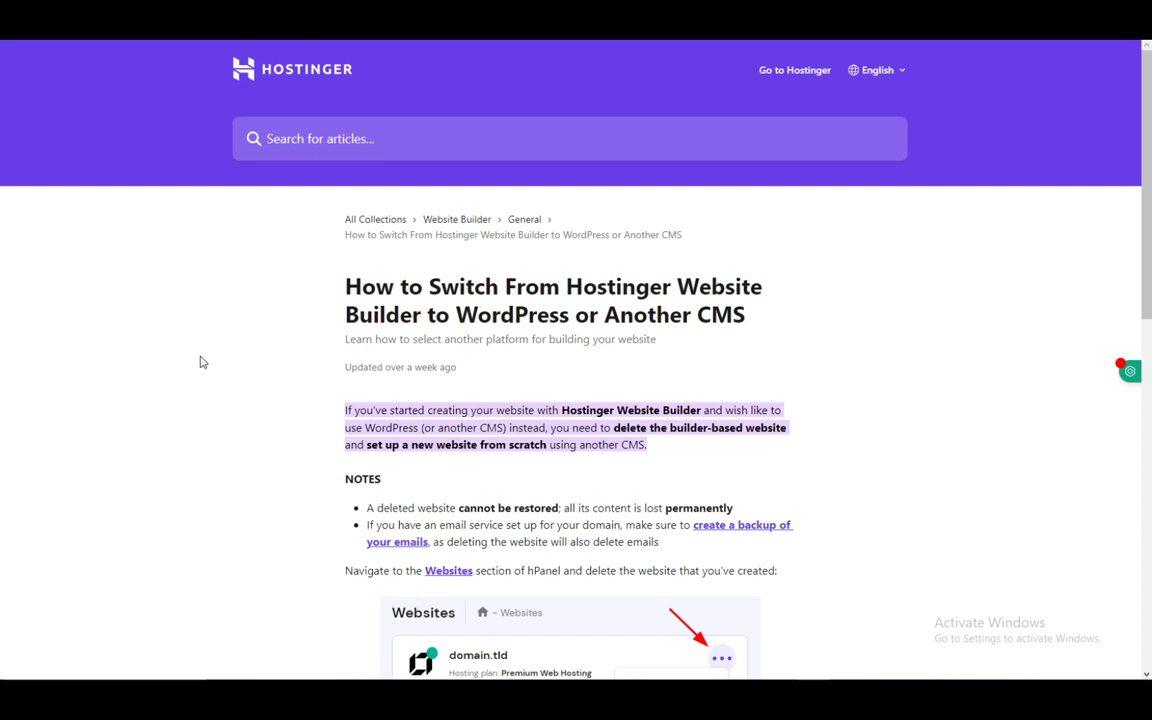 HOSTINGER
Go to Hostinger
English
Search for articles...
All Collections > Website Builder > General >
How to Switch From Hostinger Website Builder to WordPress or Another CMS
How to Switch From Hostinger Website
Builder to WordPress or Another CMS
Learn how to select another platform for building your website
Updated over a week ago
If you've started creating your website with Hostinger Website Builder and wish like to
use WordPress (or another CMS) instead, you need to delete the builder-based website
and set up a new website from scratch using another CMS.
NOTES
• A deleted website cannot be restored; all its content is lost permanently
• If you have an email service set up for your domain, make sure to create a backup of
your emails, as deleting the website will also delete emails
Navigate to the Websites section of hPanel and delete the website that you've created:
Websites
- Websites
domain.tld
Hosting plan: Premium Web Hosting
Activate Windows
Go to Settings to activate Windows.